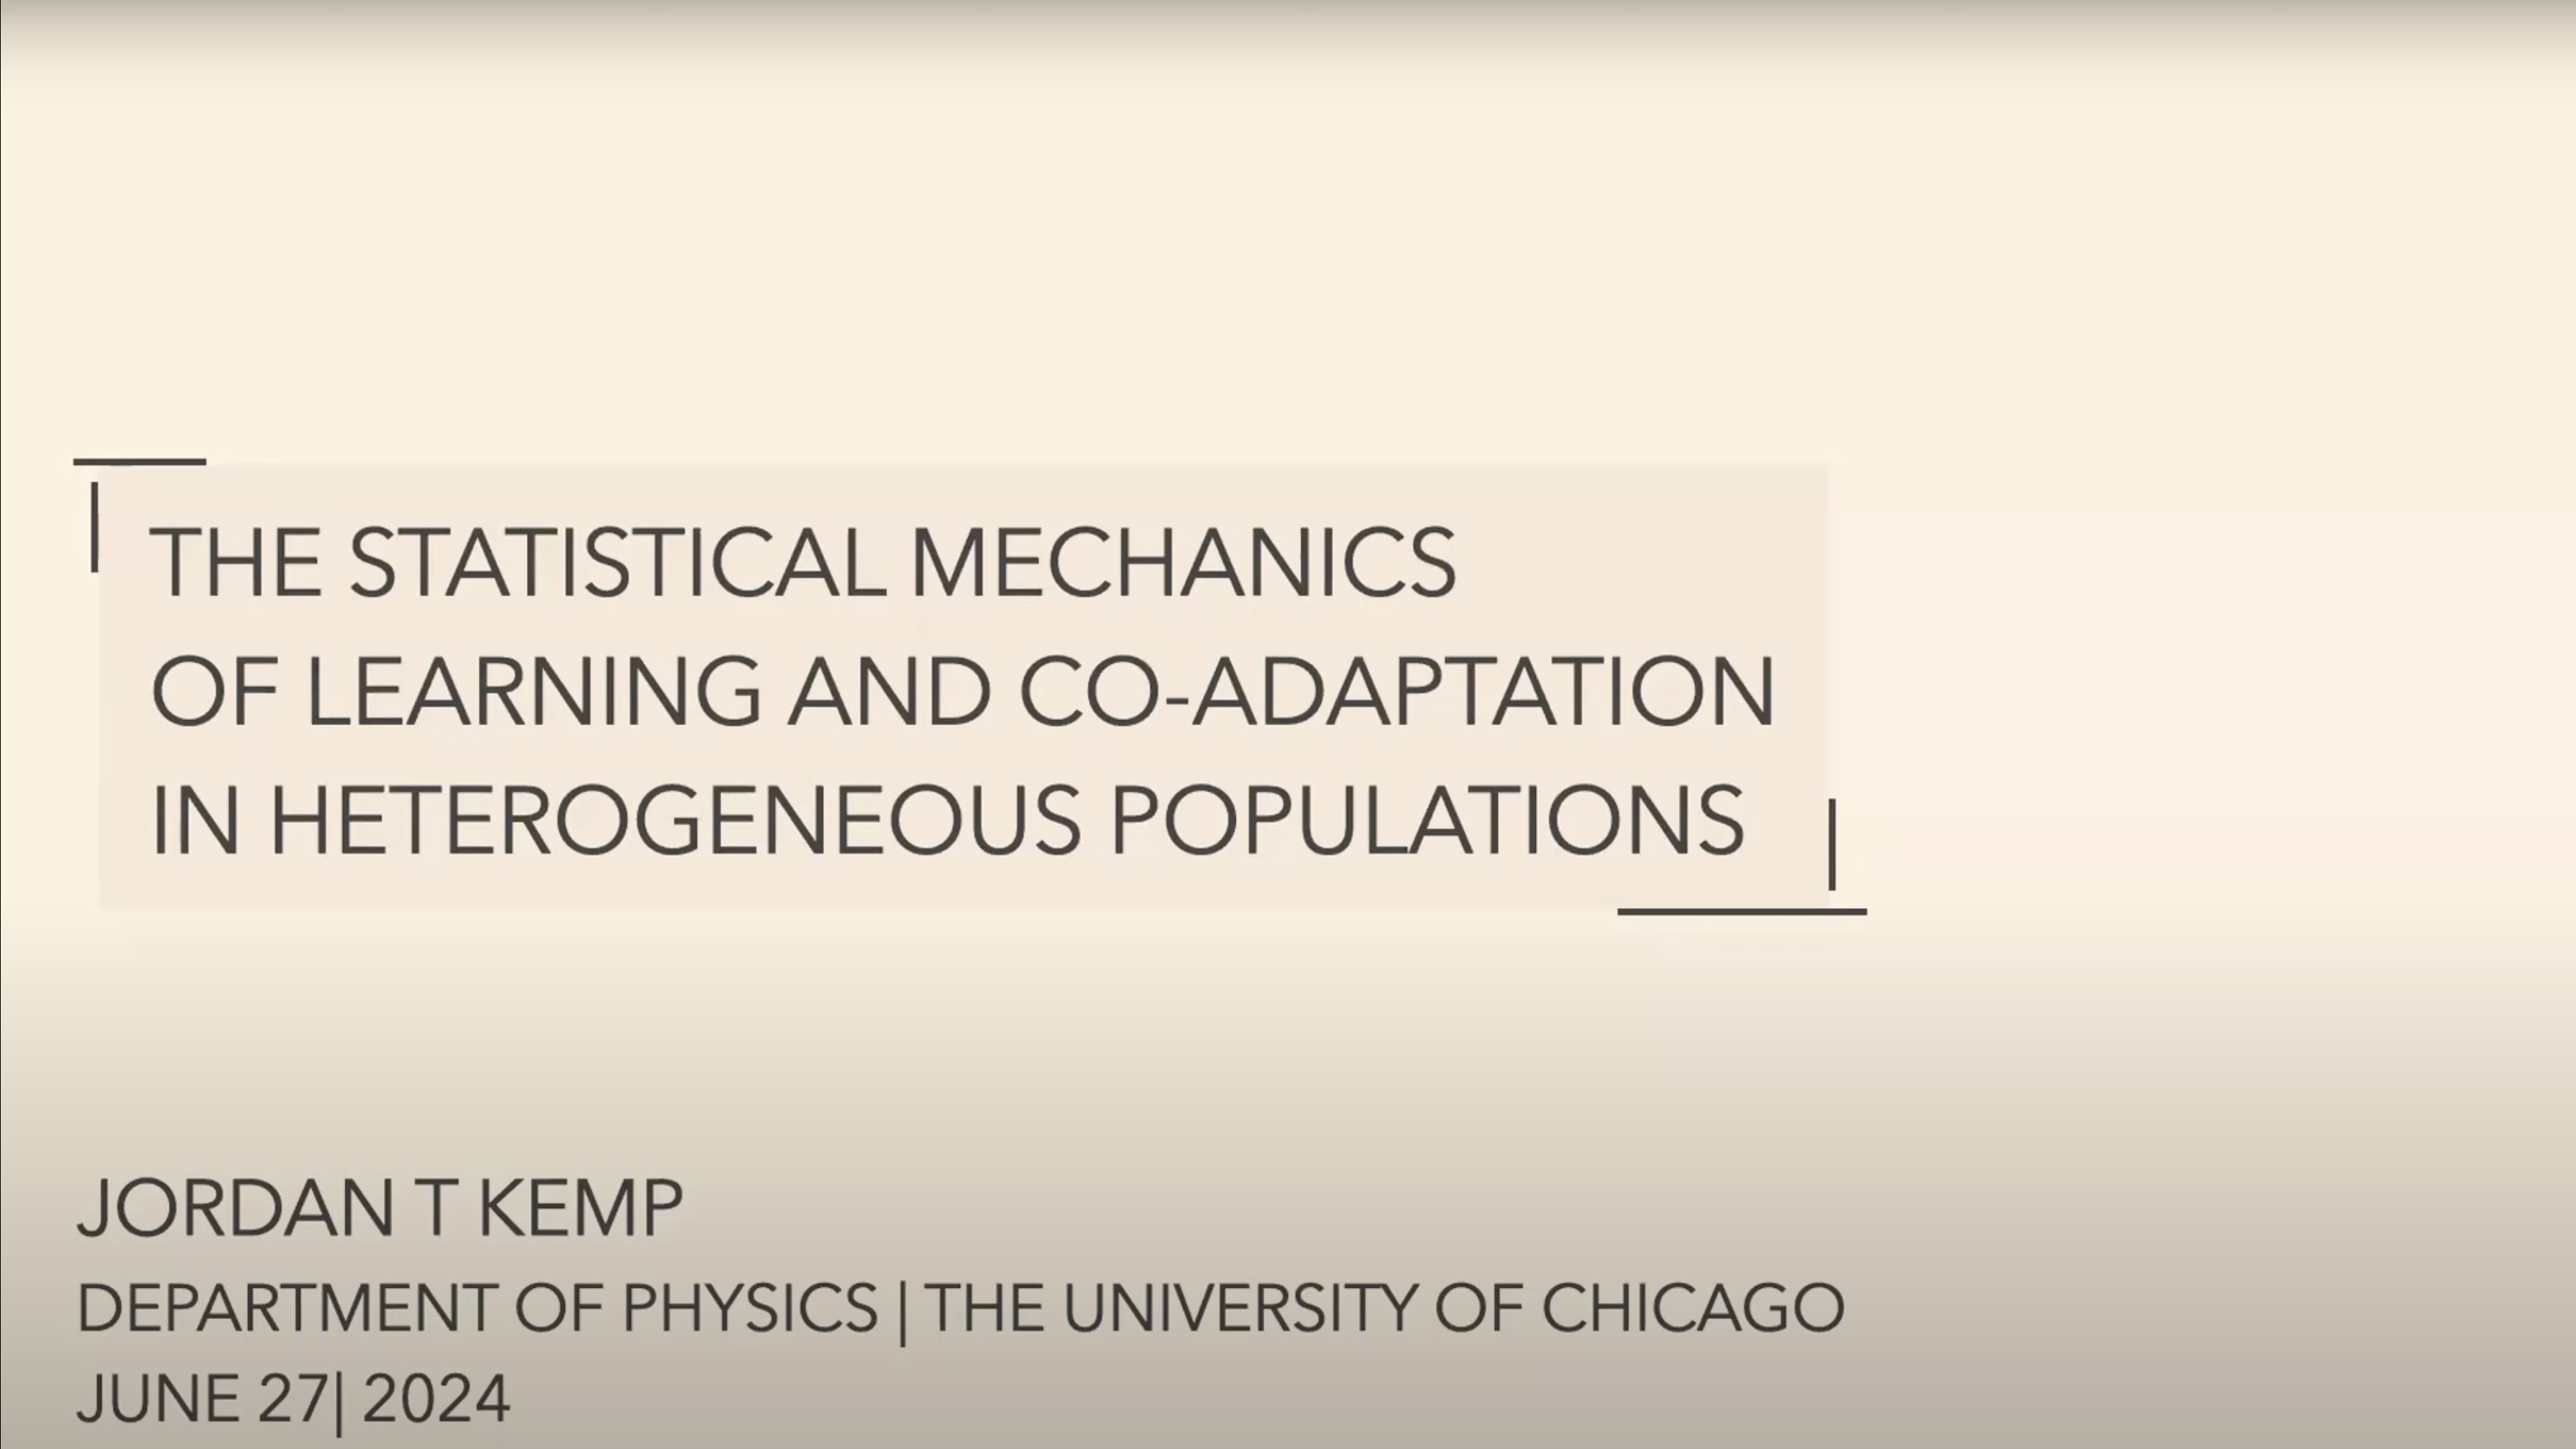 THE STATISTICAL MECHANICS
OF LEARNING AND CO-ADAPTATION
IN HETEROGENEOUS POPULATIONS
JORDAN T KEMP
DEPARTMENT OF PHYSICS | THE UNIVERSITY OF CHICAGO
JUNE 27| 2024